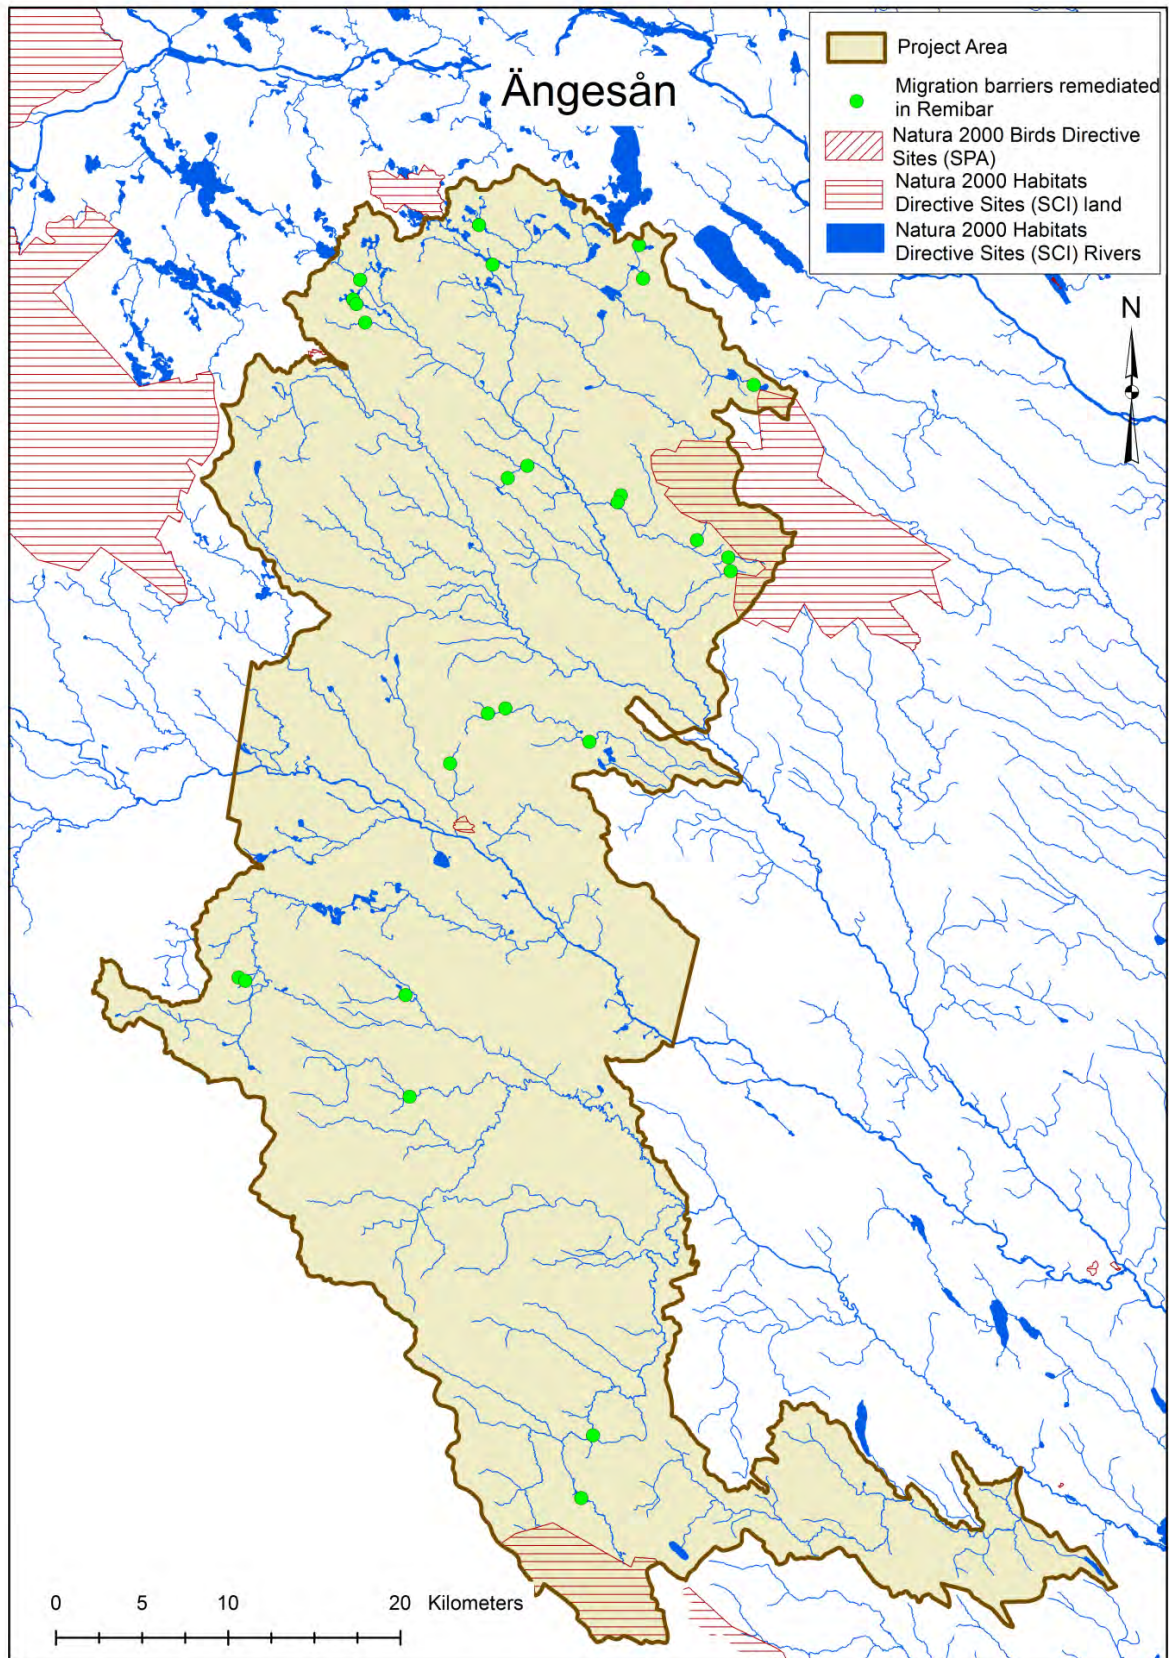 Ängesån
Project Area
Migration barriers remediated
in Remibar
Natura 2000 Birds Directive
Sites (SPA)
Natura 2000 Habitats
Directive Sites (SCI) land
Natura 2000 Habitats
Directive Sites (SCI) Rivers
N
0 5 10 20 Kilometers